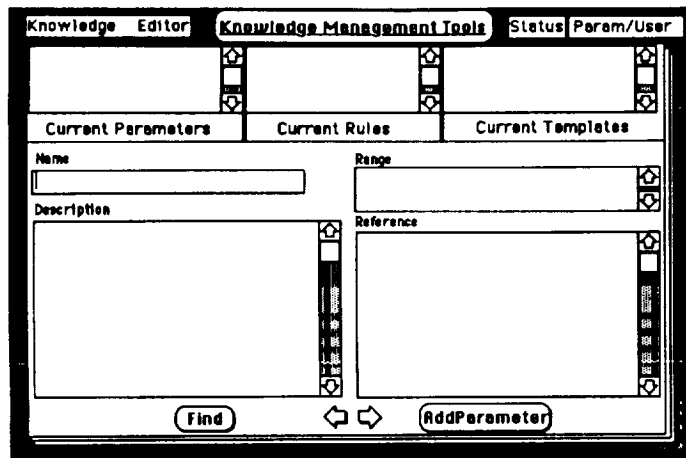 Knowledge Editor Knowledge Management Tools Status Param/User
Current Parameters Current Rules Current Templates
Name Range
Description Reference
Find AddParameter